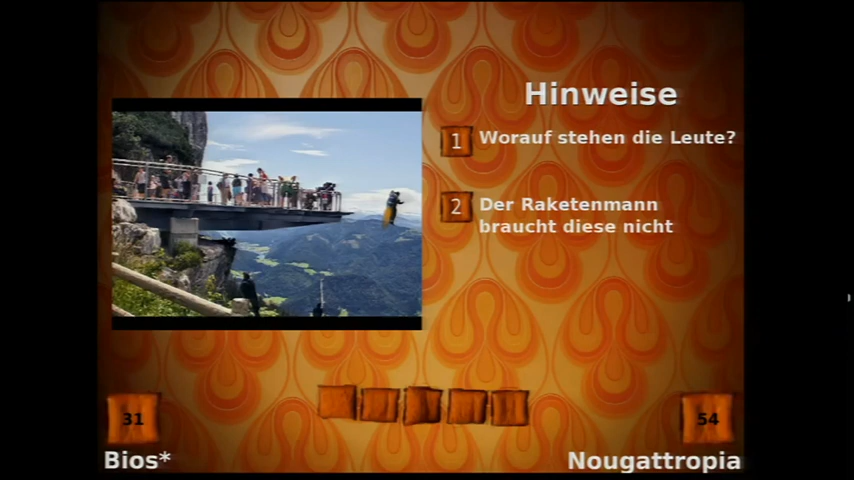 Hinweise
1 Worauf stehen die Leute?
2 Der Raketenmann
braucht diese nicht
31
54
Bios*
Nougattropia